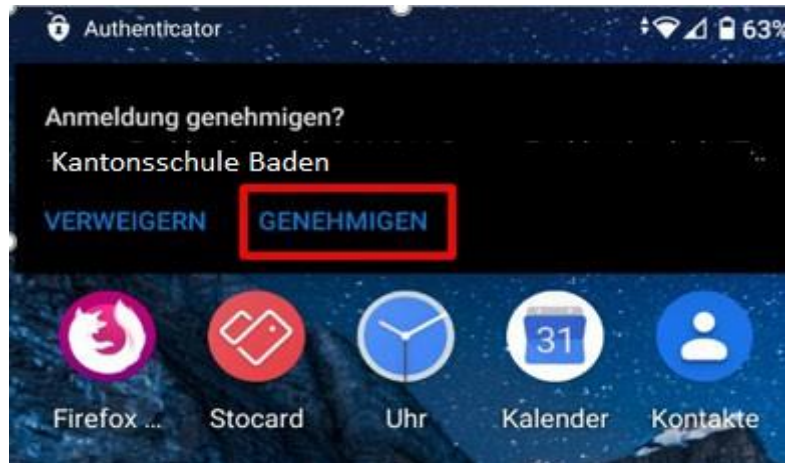 Authenticator 63%
Anmeldung genehmigen?
Kantonsschule Baden
VERWEIGERN GENEHMIGEN
31
Firefox ... Stocard Uhr Kalender Kontakte